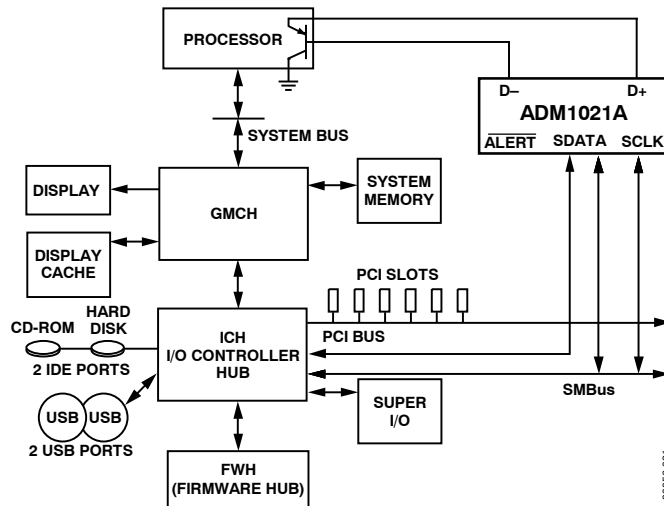 PROCESSOR
D– D+
ADM1021A
ALERT SDATA SCLK
SYSTEM BUS
DISPLAY
GMCH
SYSTEM
MEMORY
DISPLAY
CACHE
PCI SLOTS
HARD
DISK
CD-ROM
ICH
I/O CONTROLLER
HUB
PCI BUS
2 IDE PORTS
SMBus
USB USB
SUPER
I/O
2 USB PORTS
FWH
(FIRMWARE HUB)